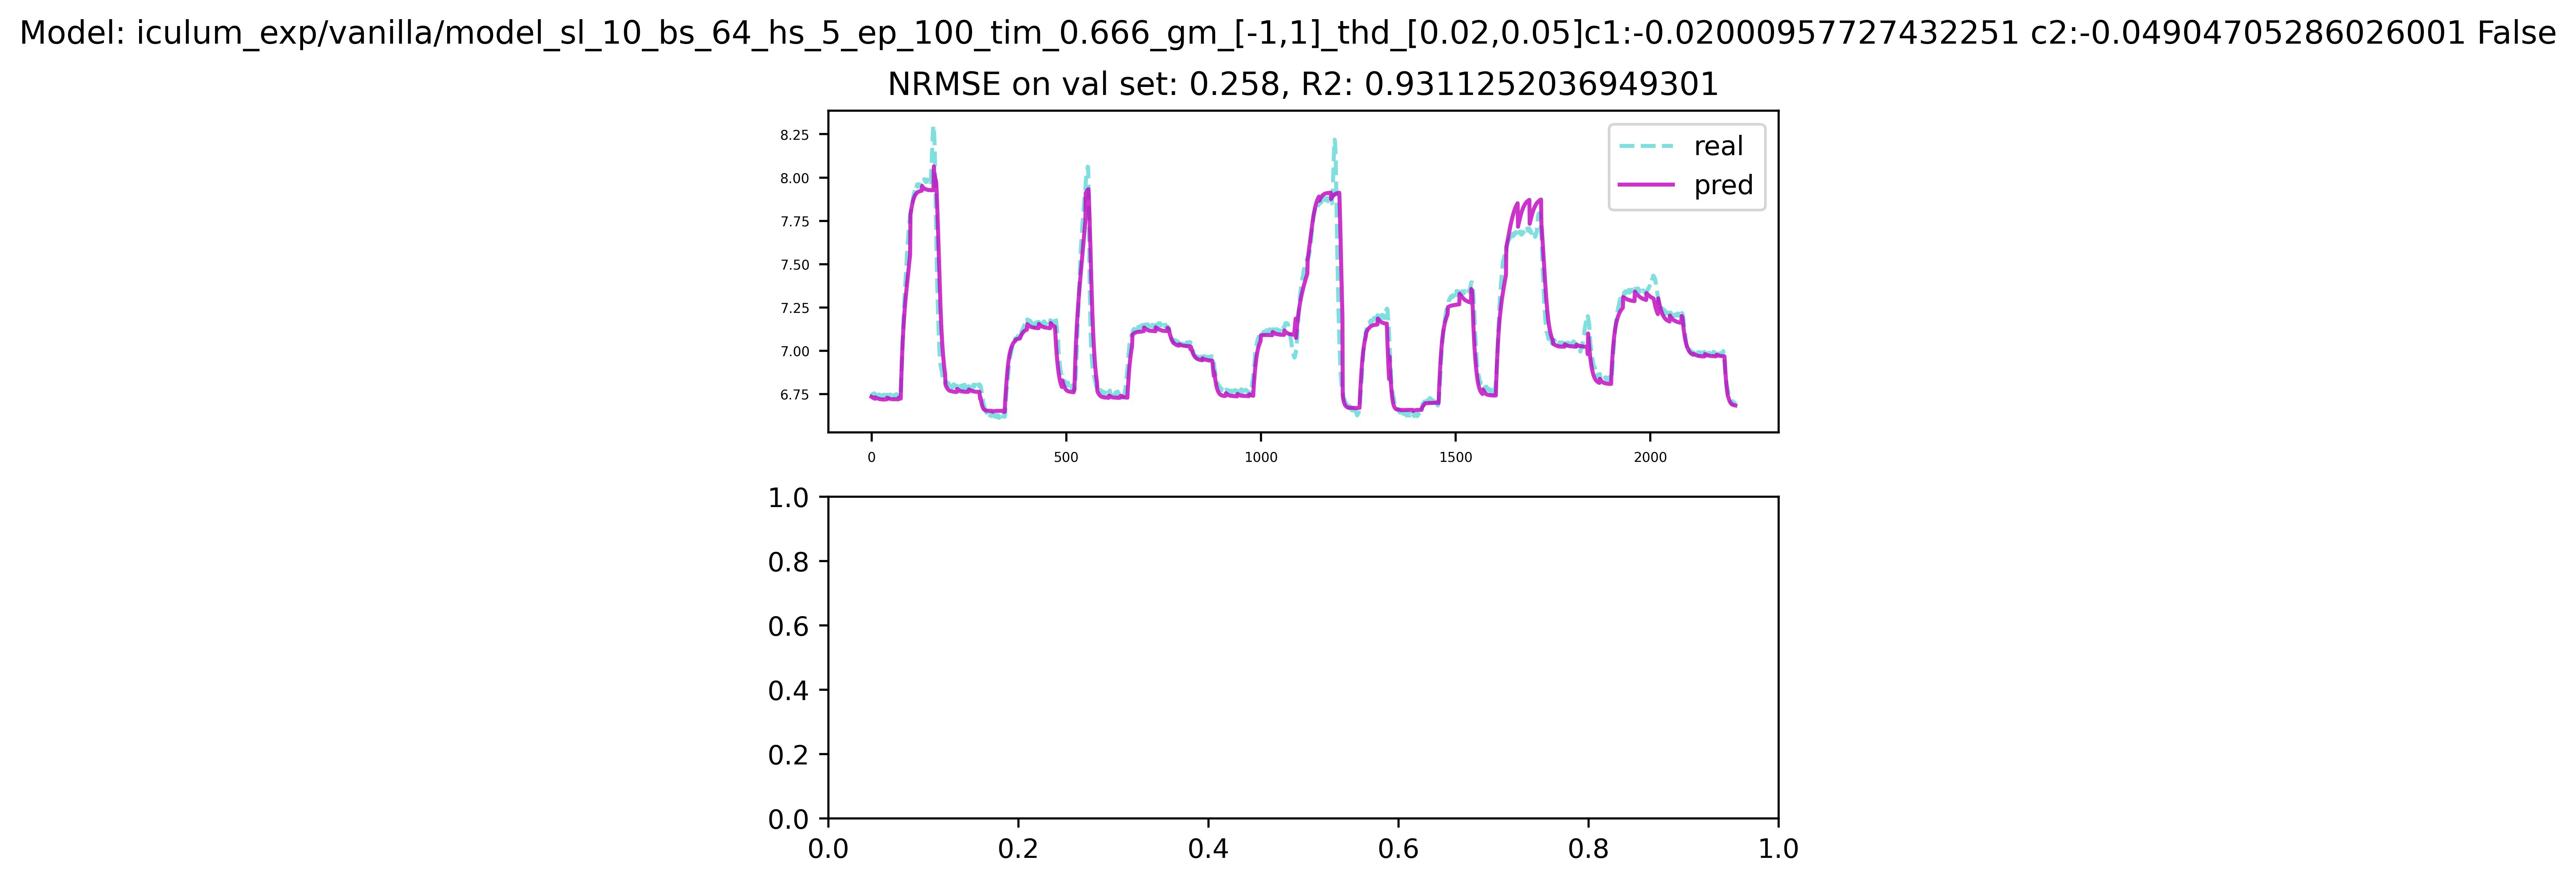 Model: iculum_exp/vanilla/model_sl_10_bs_64_hs_5_ep_100_tim_0.666_gm_[-1,1]_thd_[0.02,0.05]c1:-0.02000957727432251 c2:-0.04904705286026001 False
NRMSE on val set: 0.258, R2: 0.9311252036949301
8.25
8.00
7.75
7.50
7.25
7.00
6.75
real
pred
0 500 1000 1500 2000
1.0
0.8
0.6
0.4
0.2
0.0
0.0 0.2 0.4 0.6 0.8 1.0